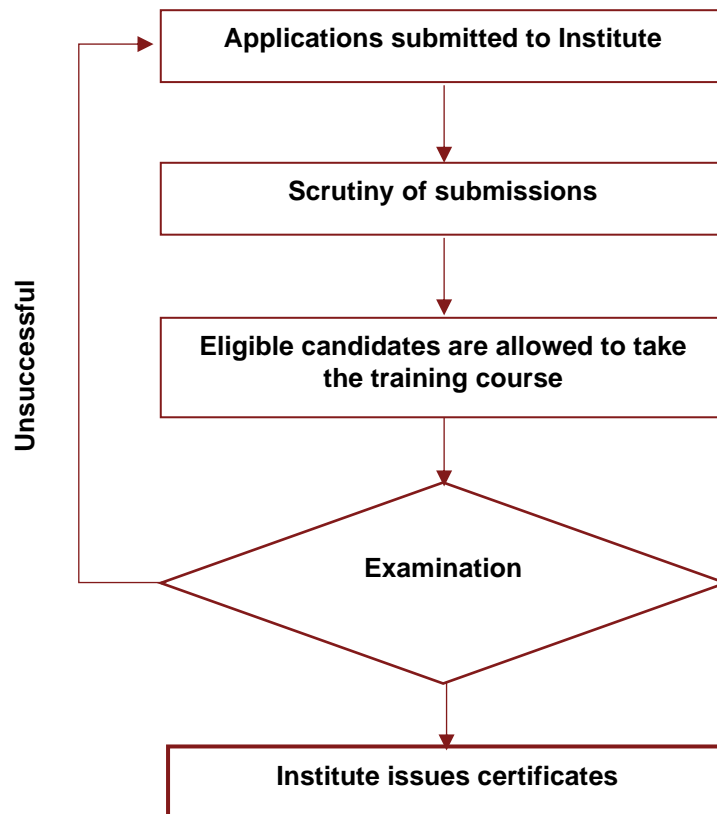 Applications submitted to Institute
Scrutiny of submissions
Eligible candidates are allowed to take
the training course
Unsuccessful
Examination
Institute issues certificates